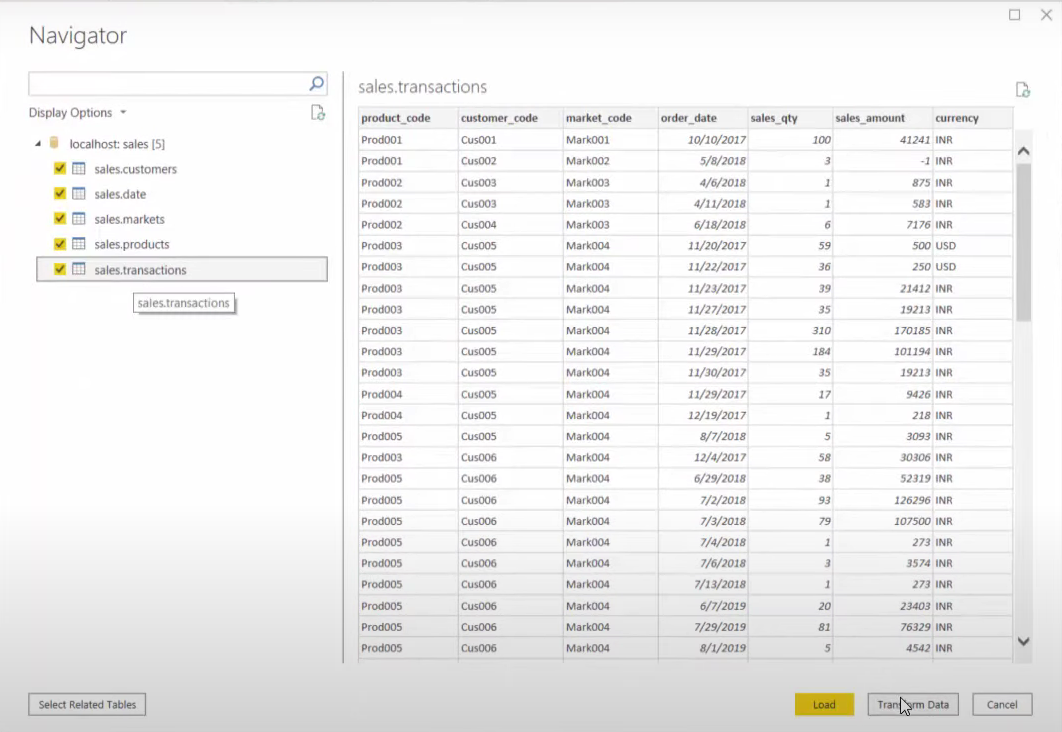 Navigator
Display Options
localhost: sales [5]
sales.customers
sales.date
sales.markets
sales.products
sales.transactions
sales.transactions
sales.transactions
product_code customer_code market_code order_date sales_qty sales_amount currency
Prod001 Cus001 Mark001 10/10/2017 100 41241 INR
Prod001 Cus002 Mark002 5/8/2018 3 -1 INR
Prod002 Cus003 Mark003 4/6/2018 1 875 INR
Prod002 Cus003 Mark003 4/11/2018 1 583 INR
Prod002 Cus004 Mark003 6/18/2018 6 7176 INR
Prod003 Cus005 Mark004 11/20/2017 59 500 USD
Prod003 Cus005 Mark004 11/22/2017 36 250 USD
Prod003 Cus005 Mark004 11/23/2017 39 21412 INR
Prod003 Cus005 Mark004 11/27/2017 35 19213 INR
Prod003 Cus005 Mark004 11/28/2017 310 170185 INR
Prod003 Cus005 Mark004 11/29/2017 184 101194 INR
Prod003 Cus005 Mark004 11/30/2017 35 19213 INR
Prod004 Cus005 Mark004 11/29/2017 17 9426 INR
Prod004 Cus005 Mark004 12/19/2017 1 218 INR
Prod005 Cus005 Mark004 8/7/2018 5 3093 INR
Prod003 Cus006 Mark004 12/4/2017 58 30306 INR
Prod005 Cus006 Mark004 6/29/2018 38 52319 INR
Prod005 Cus006 Mark004 7/2/2018 93 126296 INR
Prod005 Cus006 Mark004 7/3/2018 79 107500 INR
Prod005 Cus006 Mark004 7/4/2018 1 273 INR
Prod005 Cus006 Mark004 7/6/2018 3 3574 INR
Prod005 Cus006 Mark004 7/13/2018 1 273 INR
Prod005 Cus006 Mark004 6/7/2019 20 23403 INR
Prod005 Cus006 Mark004 7/29/2019 81 76329 INR
Prod005 Cus006 Mark004 8/1/2019 5 4542 INR
Select Related Tables
Load
Transform Data
Cancel